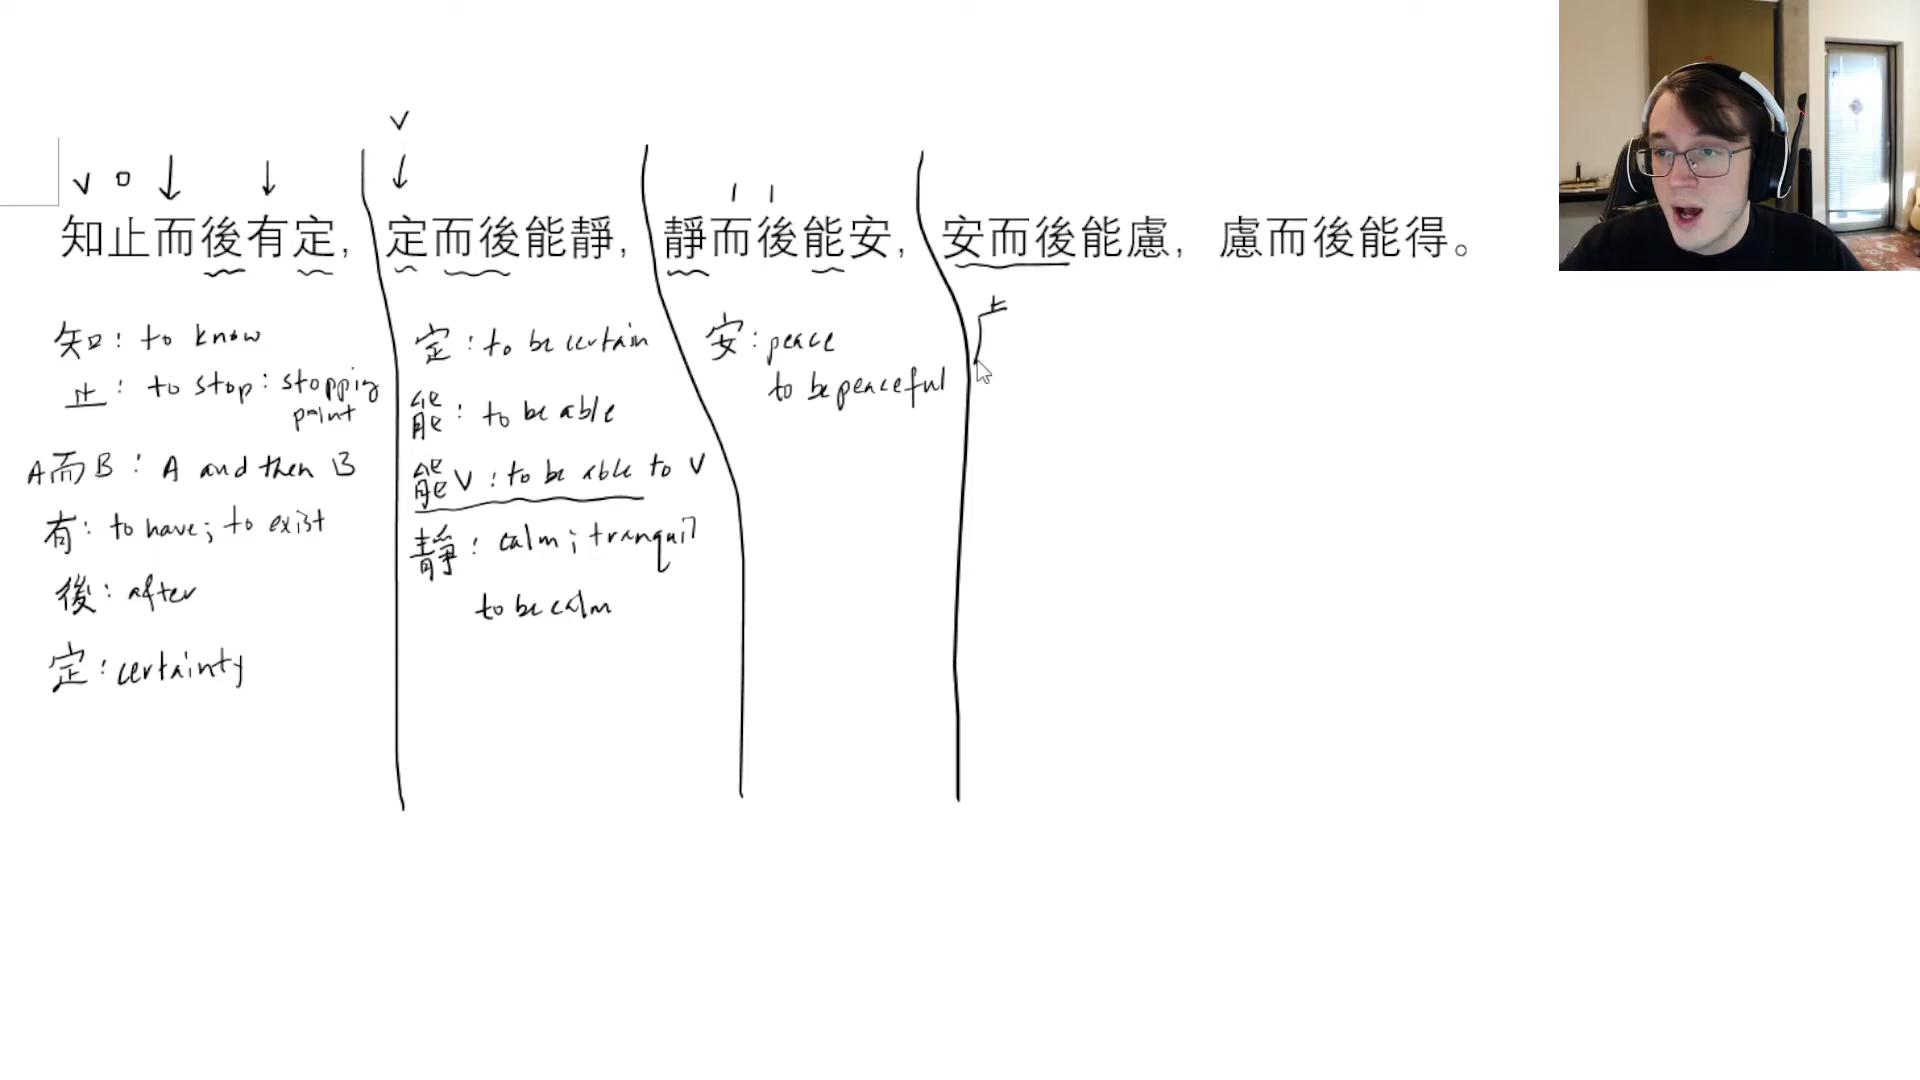 V
V o
知止而後有定，定而後能靜，靜而後能安，安而後能慮，慮而後能得。
知: to know
止: to stop: stopping
point
A而B: A and then B
有: to have; to exist
後: after
定: certainty
定: to be certain
能: to be able
能V: to be able to V
靜: calm; tranquil
to be calm
安: peace
to be peaceful